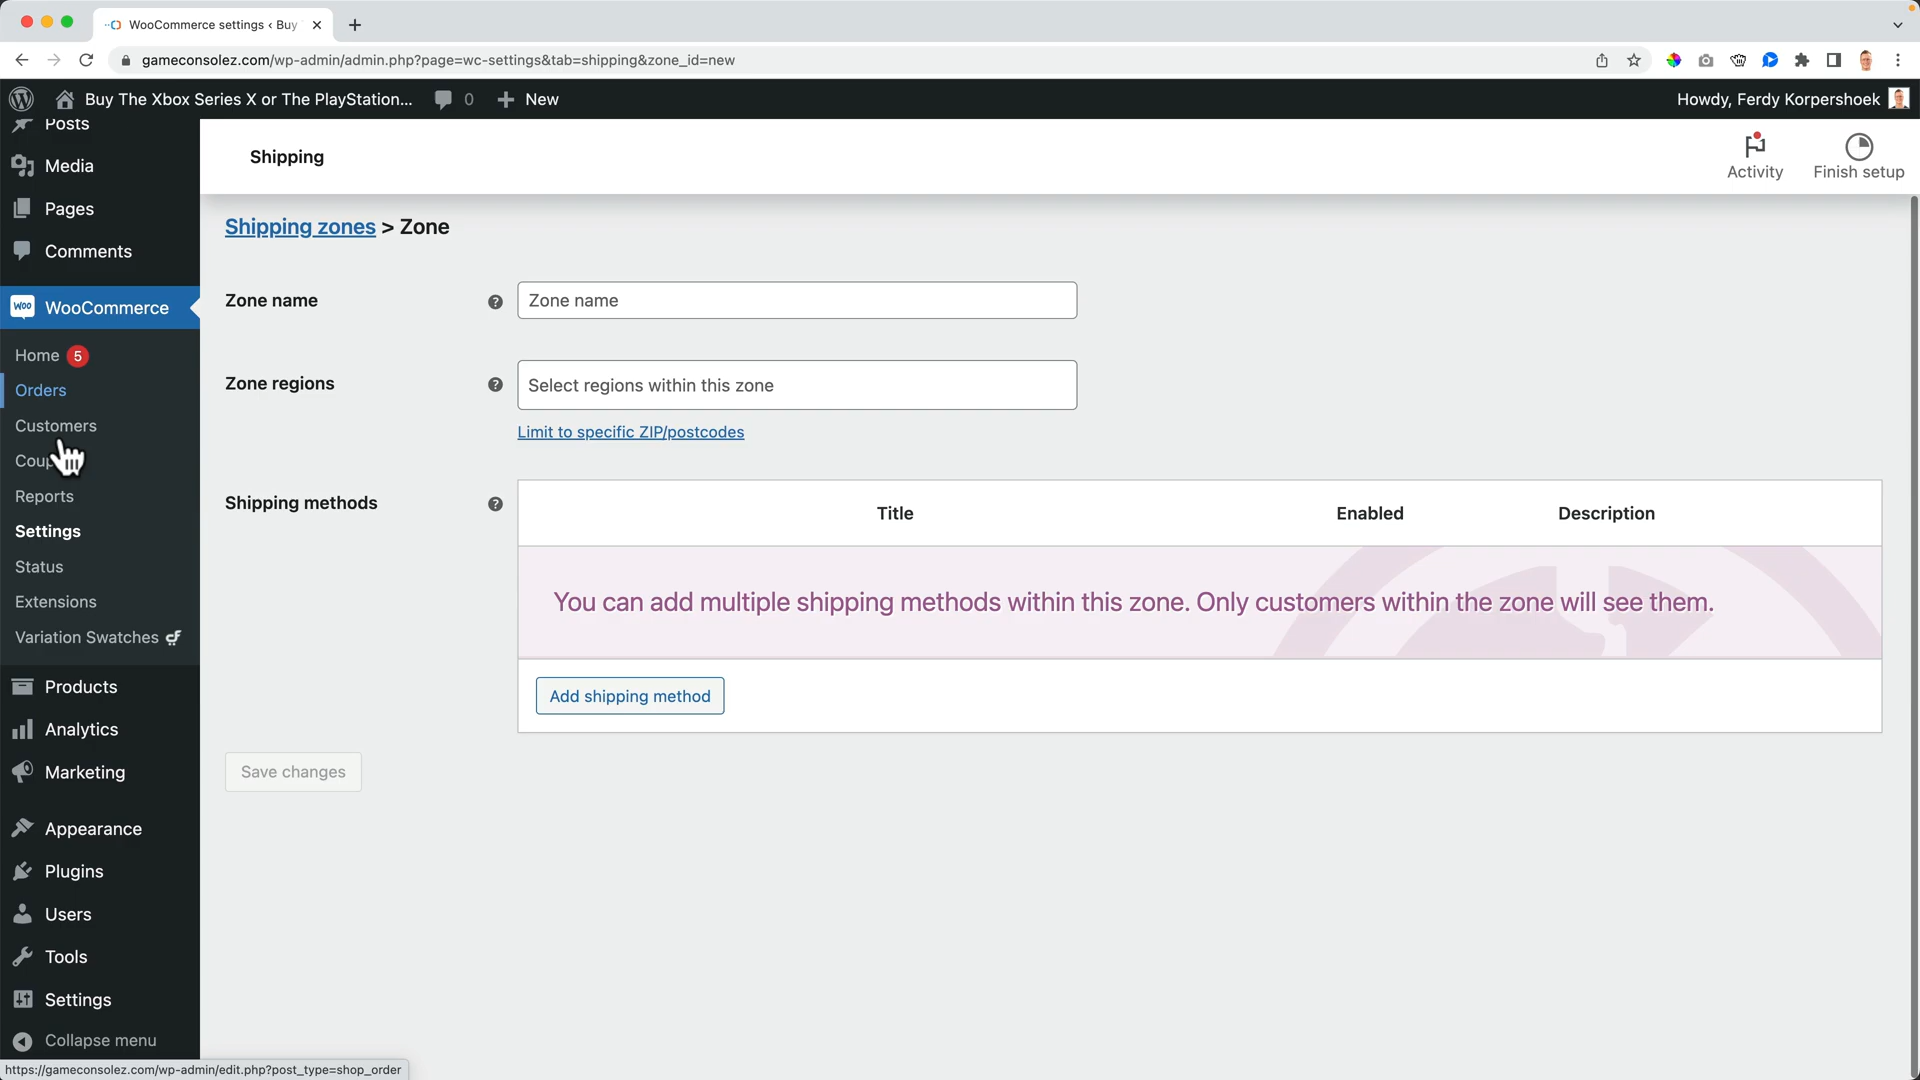 WooCommerce settings ‹ Buy
gameconsolez.com/wp-admin/admin.php?page=wc-settings&tab=shipping&zone_id=new
Buy The Xbox Series X or The PlayStation...
0
New
Howdy, Ferdy Korpershoek
Posts
Media
Pages
Comments
Woo
WooCommerce
Home 5
Orders
Customers
Coup
Reports
Settings
Status
Extensions
Variation Swatches
Products
Analytics
Marketing
Appearance
Plugins
Users
Tools
Settings
Collapse menu
https://gameconsolez.com/wp-admin/edit.php?post_type=shop_order
Shipping
Activity
Finish setup
Shipping zones > Zone
Zone name
?
Zone name
Zone regions
?
Select regions within this zone
Limit to specific ZIP/postcodes
Shipping methods
?
Title
Enabled
Description
You can add multiple shipping methods within this zone. Only customers within the zone will see them.
Add shipping method
Save changes